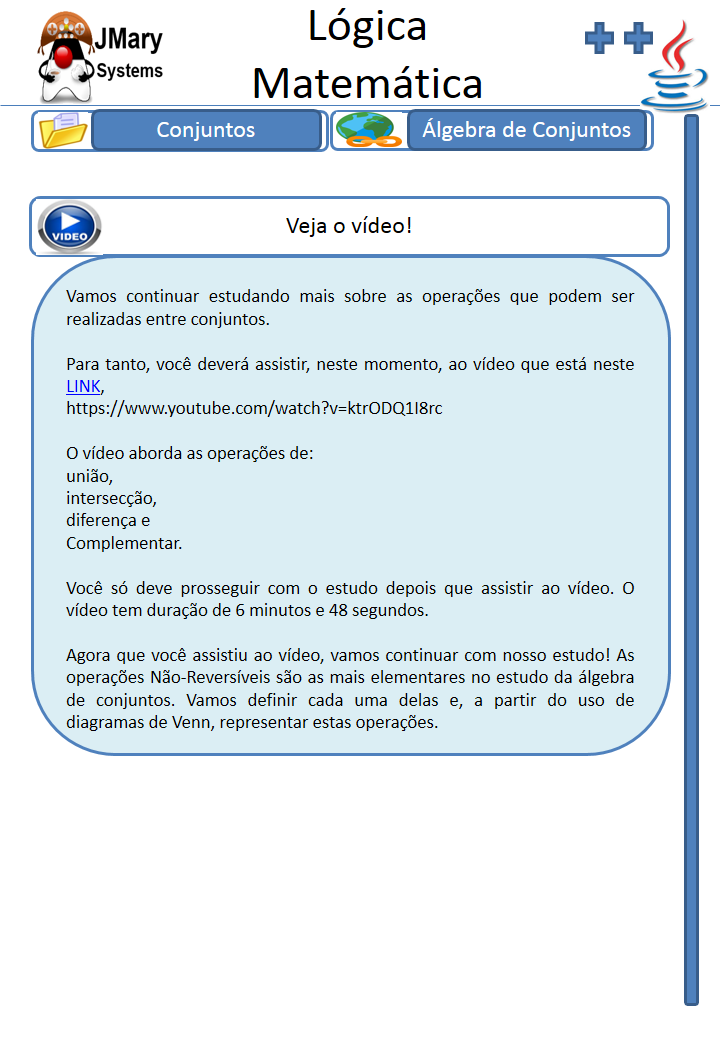 JMary
Systems
Lógica
Matemática
Conjuntos
Álgebra de Conjuntos
VIDEO
Veja o vídeo!
Vamos continuar estudando mais sobre as operações que podem ser
realizadas entre conjuntos.
Para tanto, você deverá assistir, neste momento, ao vídeo que está neste
LINK,
https://www.youtube.com/watch?v=ktrODQ1I8rc
O vídeo aborda as operações de:
união,
intersecção,
diferença e
Complementar.
Você só deve prosseguir com o estudo depois que assistir ao vídeo. O
vídeo tem duração de 6 minutos e 48 segundos.
Agora que você assistiu ao vídeo, vamos continuar com nosso estudo! As
operações Não-Reversíveis são as mais elementares no estudo da álgebra
de conjuntos. Vamos definir cada uma delas e, a partir do uso de
diagramas de Venn, representar estas operações.